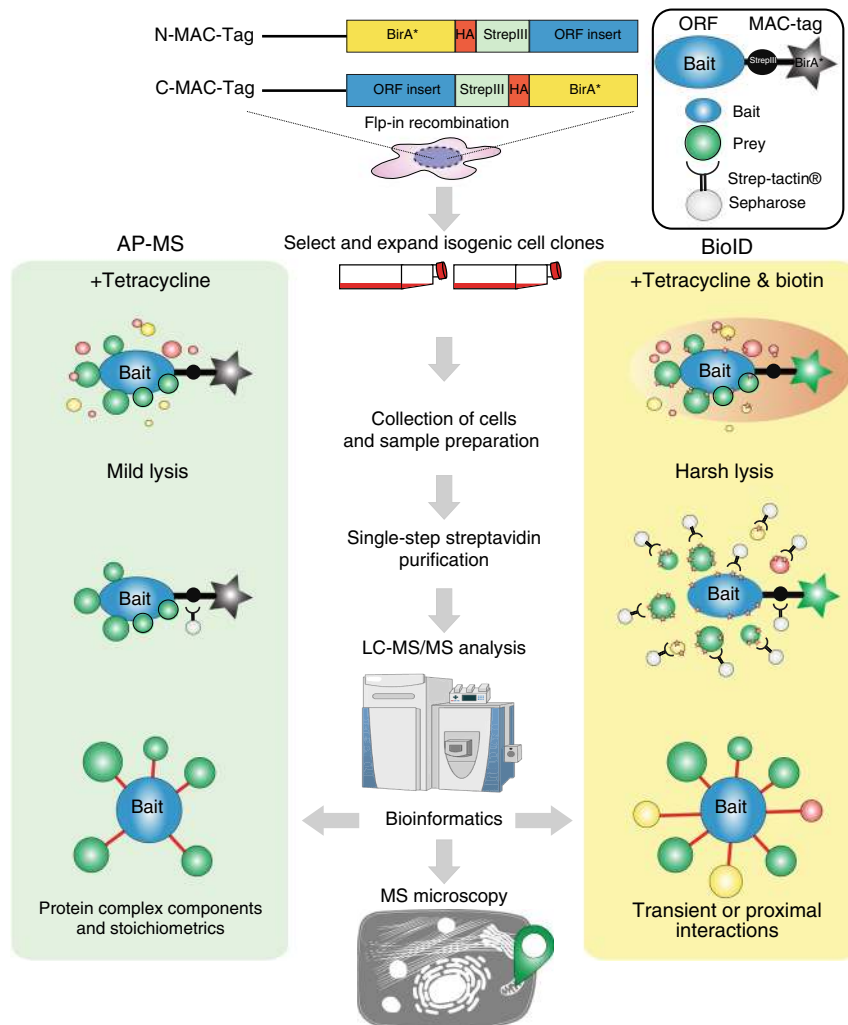 N-MAC-Tag
BirA*
HA
StrepIII
ORF insert
C-MAC-Tag
ORF insert
StrepIII
HA
BirA*
Flp-in recombination
ORF
MAC-tag
Bait
StrepIII
BirA*
Bait
Prey
Strep-tactin®
Sepharose
Select and expand isogenic cell clones
AP-MS
+Tetracycline
Bait
Mild lysis
Bait
Bait
Protein complex components
and stoichiometrics
Collection of cells
and sample preparation
Single-step streptavidin
purification
LC-MS/MS analysis
Bioinformatics
MS microscopy
BioID
+Tetracycline & biotin
Bait
Harsh lysis
Bait
Bait
Transient or proximal
interactions